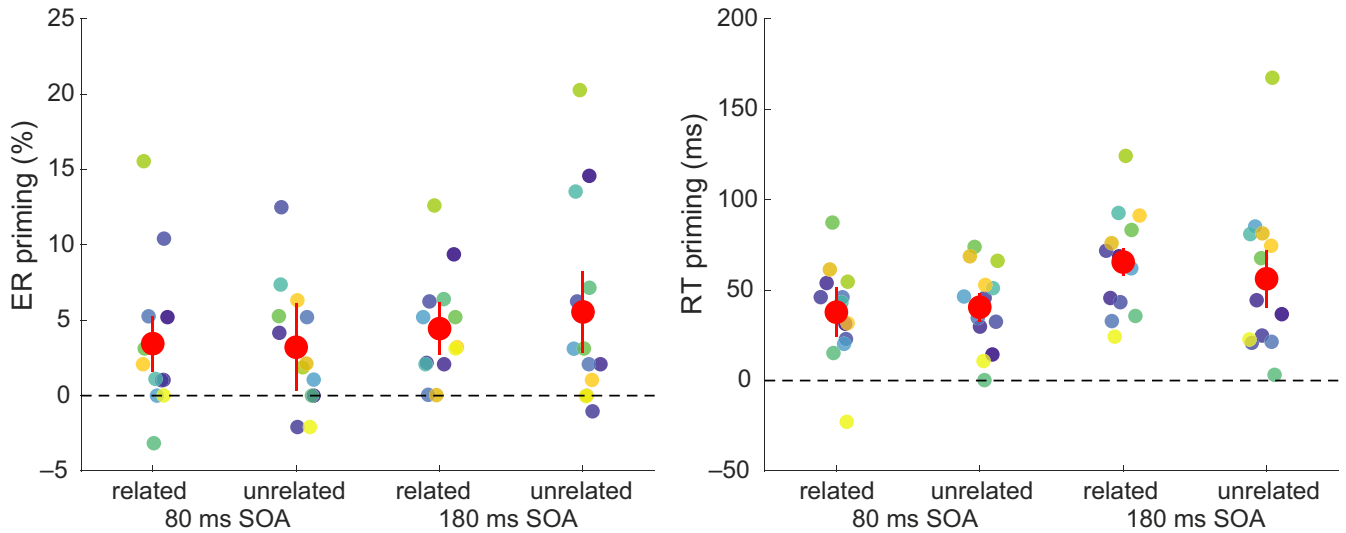 ER priming (%)
25
20
15
10
5
0
–5
related unrelated related unrelated
80 ms SOA 180 ms SOA
RT priming (ms)
200
150
100
50
0
–50
related unrelated related unrelated
80 ms SOA 180 ms SOA